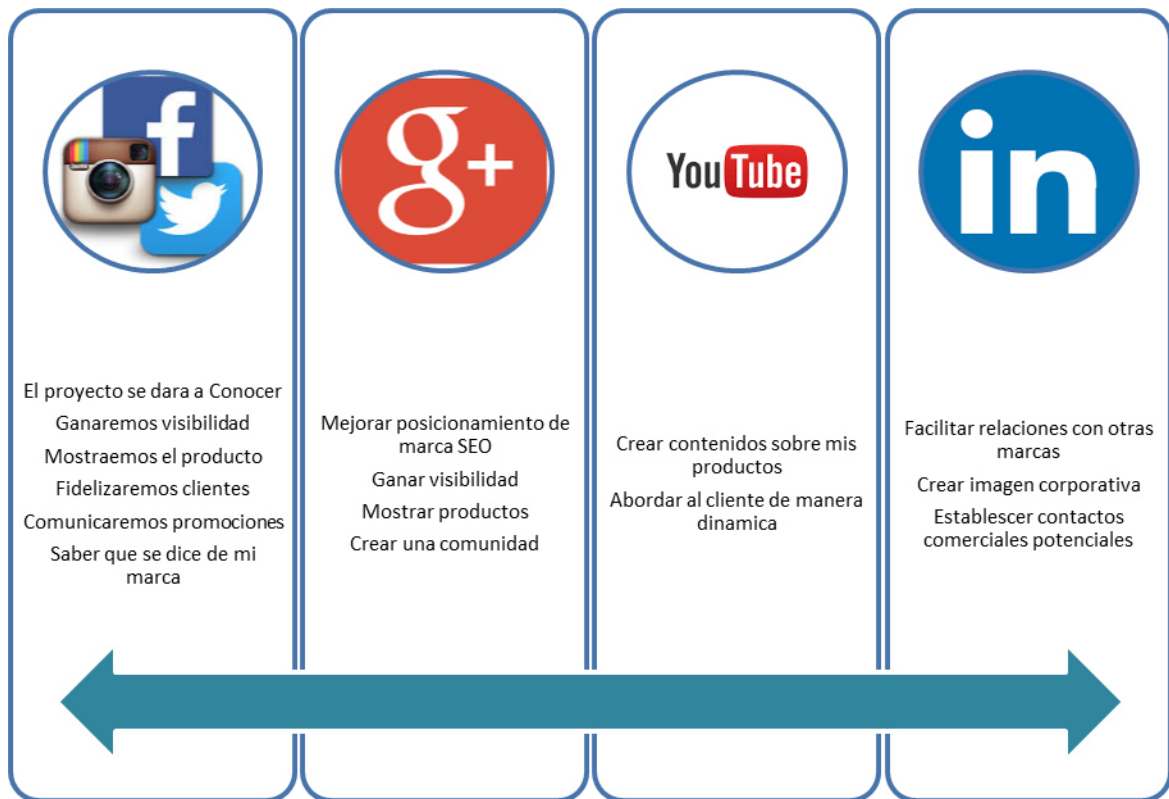 f
g+
You Tube
in
El proyecto se dara a Conocer
Ganaremos visibilidad
Mostraemos el producto
Fidelizaremos clientes
Comunicaremos promociones
Saber que se dice de mi
marca
Mejorar posicionamiento de
marca SEO
Ganar visibilidad
Mostrar productos
Crear una comunidad
Crear contenidos sobre mis
productos
Abordar al cliente de manera
dinamica
Facilitar relaciones con otras
marcas
Crear imagen corporativa
Establescer contactos
comerciales potenciales